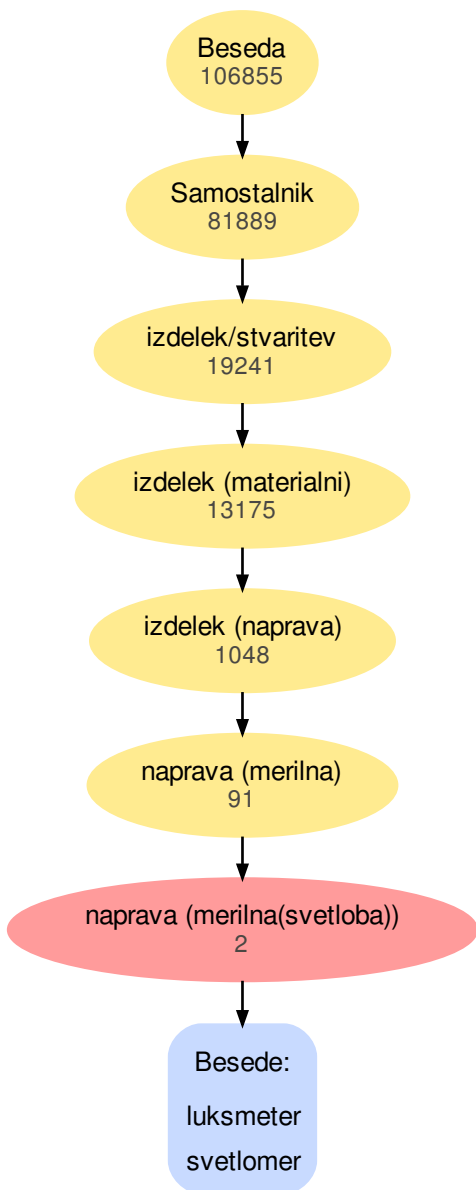 Beseda
106855
Samostalnik
81889
izdelek/stvaritev
19241
izdelek (materialni)
13175
izdelek (naprava)
1048
naprava (merilna)
91
naprava (merilna(svetloba))
2
Besede:
luksmeter
svetlomer